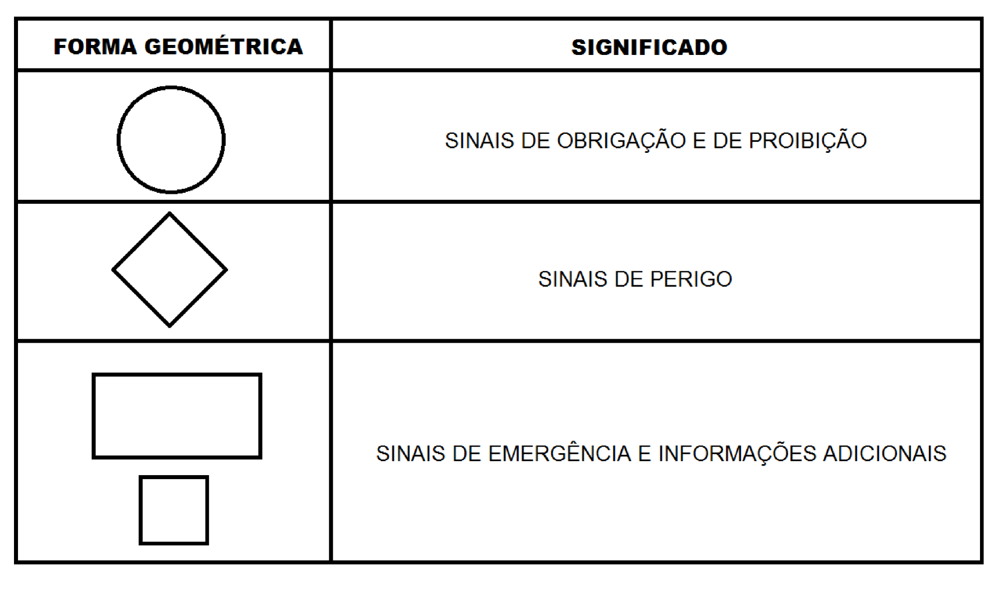 FORMA GEOMÉTRICA
SIGNIFICADO
SINAIS DE OBRIGAÇÃO E DE PROIBIÇÃO
SINAIS DE PERIGO
SINAIS DE EMERGÊNCIA E INFORMAÇÕES ADICIONAIS